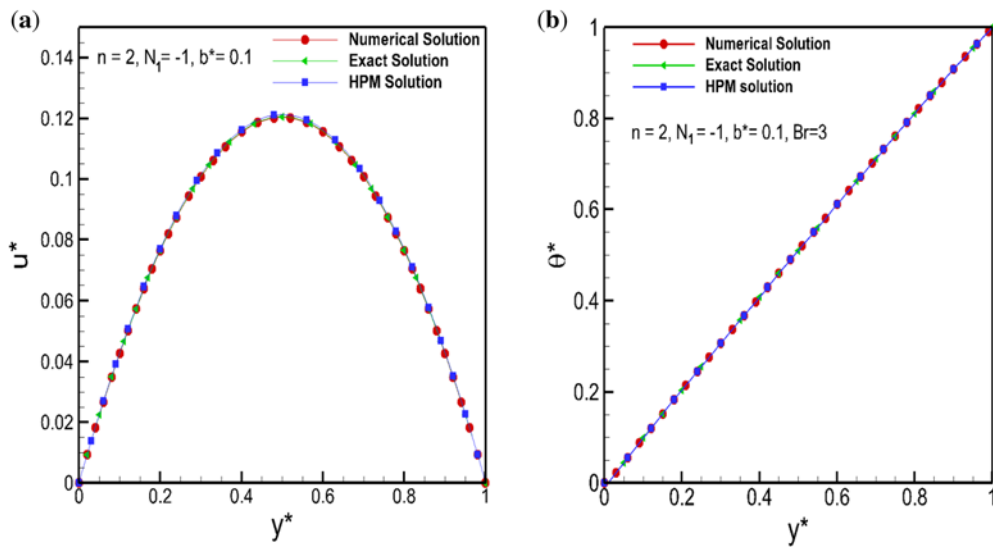 (a)
n = 2, N₁= -1, b*= 0.1
Numerical Solution
Exact Solution
HPM Solution
u*
0.14
0.12
0.1
0.08
0.06
0.04
0.02
0
0
0.2
0.4
0.6
0.8
1
y*
(b)
Numerical Solution
Exact Solution
HPM solution
n = 2, N₁= -1, b*= 0.1, Br=3
θ*
1
0.8
0.6
0.4
0.2
0
0
0.2
0.4
0.6
0.8
1
y*